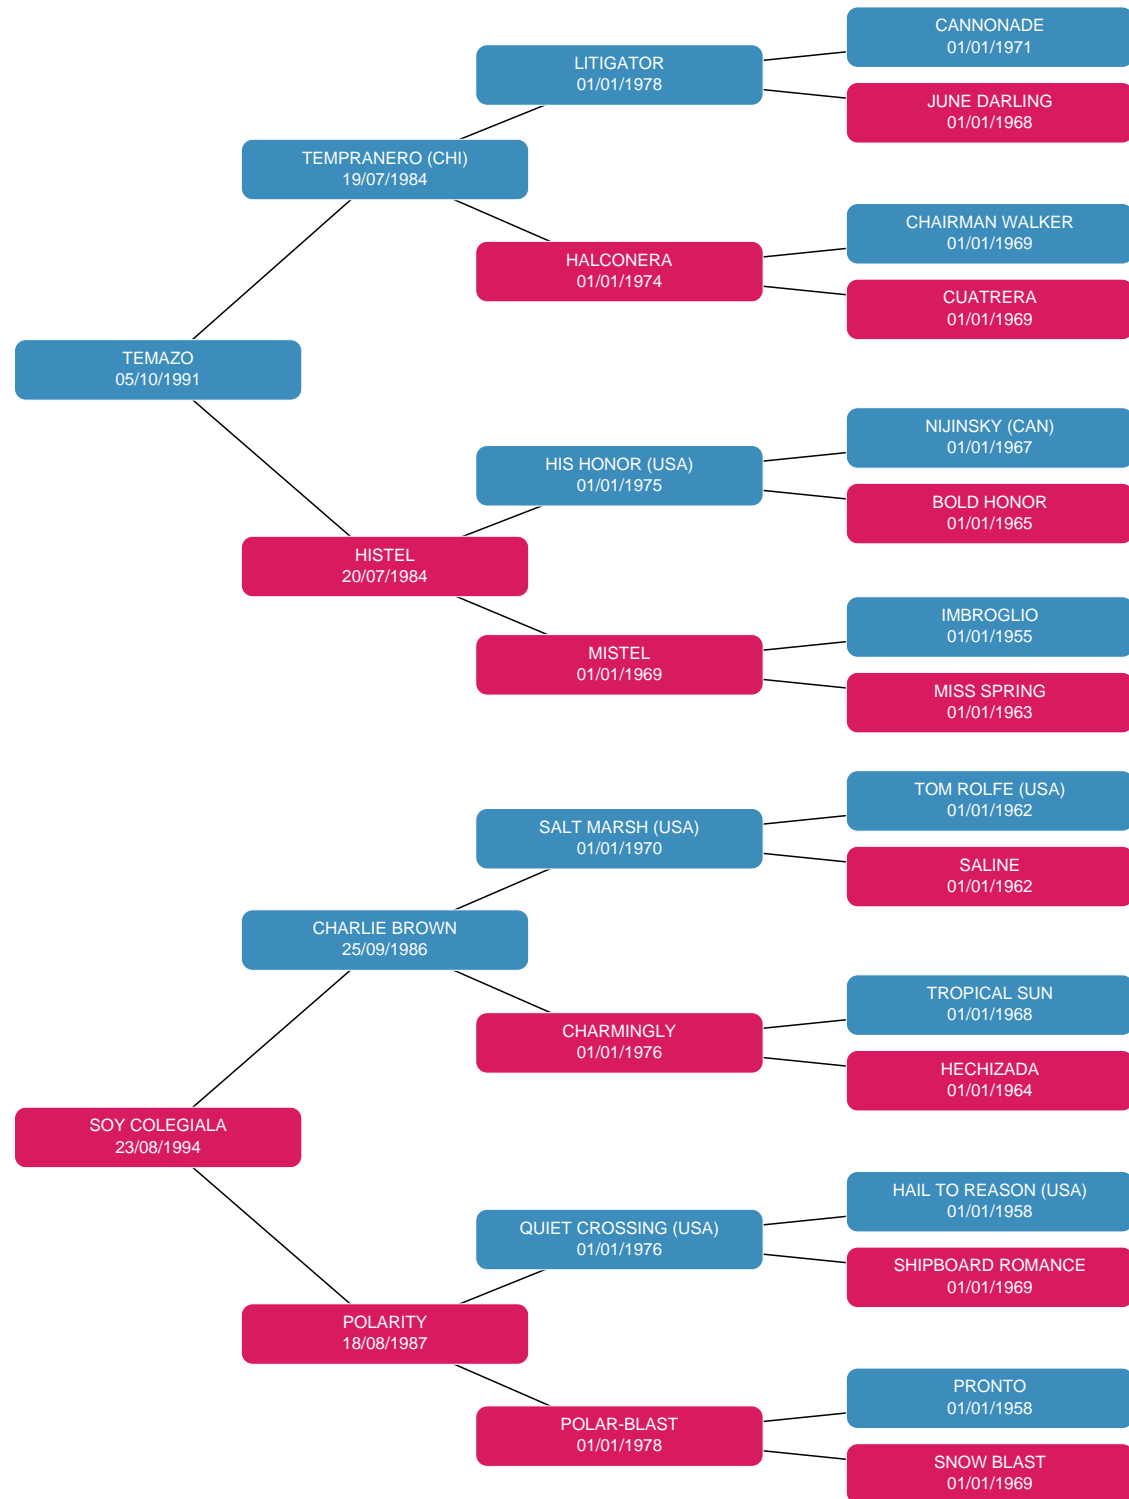 CANNONADE
01/01/1971
LITIGATOR
01/01/1978
JUNE DARLING
01/01/1968
TEMPRANERO (CHI)
19/07/1984
CHAIRMAN WALKER
01/01/1969
HALCONERA
01/01/1974
CUATRERA
01/01/1969
TEMAZO
05/10/1991
NIJINSKY (CAN)
01/01/1967
HIS HONOR (USA)
01/01/1975
BOLD HONOR
01/01/1965
HISTEL
20/07/1984
IMBROGLIO
01/01/1955
MISTEL
01/01/1969
MISS SPRING
01/01/1963
TOM ROLFE (USA)
01/01/1962
SALT MARSH (USA)
01/01/1970
SALINE
01/01/1962
CHARLIE BROWN
25/09/1986
TROPICAL SUN
01/01/1968
CHARMINGLY
01/01/1976
HECHIZADA
01/01/1964
SOY COLEGIALA
23/08/1994
HAIL TO REASON (USA)
01/01/1958
QUIET CROSSING (USA)
01/01/1976
SHIPBOARD ROMANCE
01/01/1969
POLARITY
18/08/1987
PRONTO
01/01/1958
POLAR-BLAST
01/01/1978
SNOW BLAST
01/01/1969